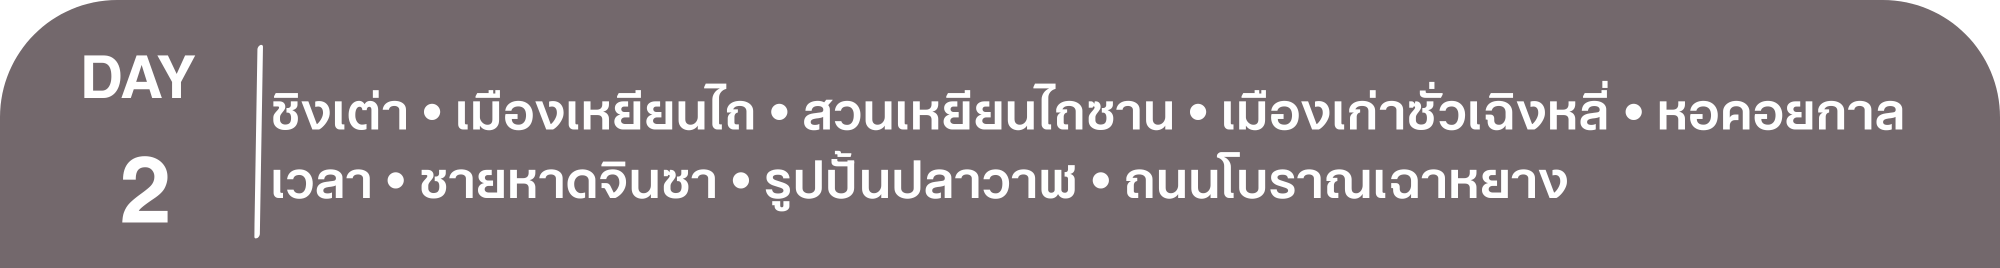 DAY
2
ชิงเต่า • เมืองเหยียนไถ • สวนเหยียนไถซาน • เมืองเก่าซั่วเฉิงหลี่ • หอคอยกาล
เวลา • ชายหาดจินซา • รูปปั้นปลาวาฬ • ถนนโบราณเฉาหยาง